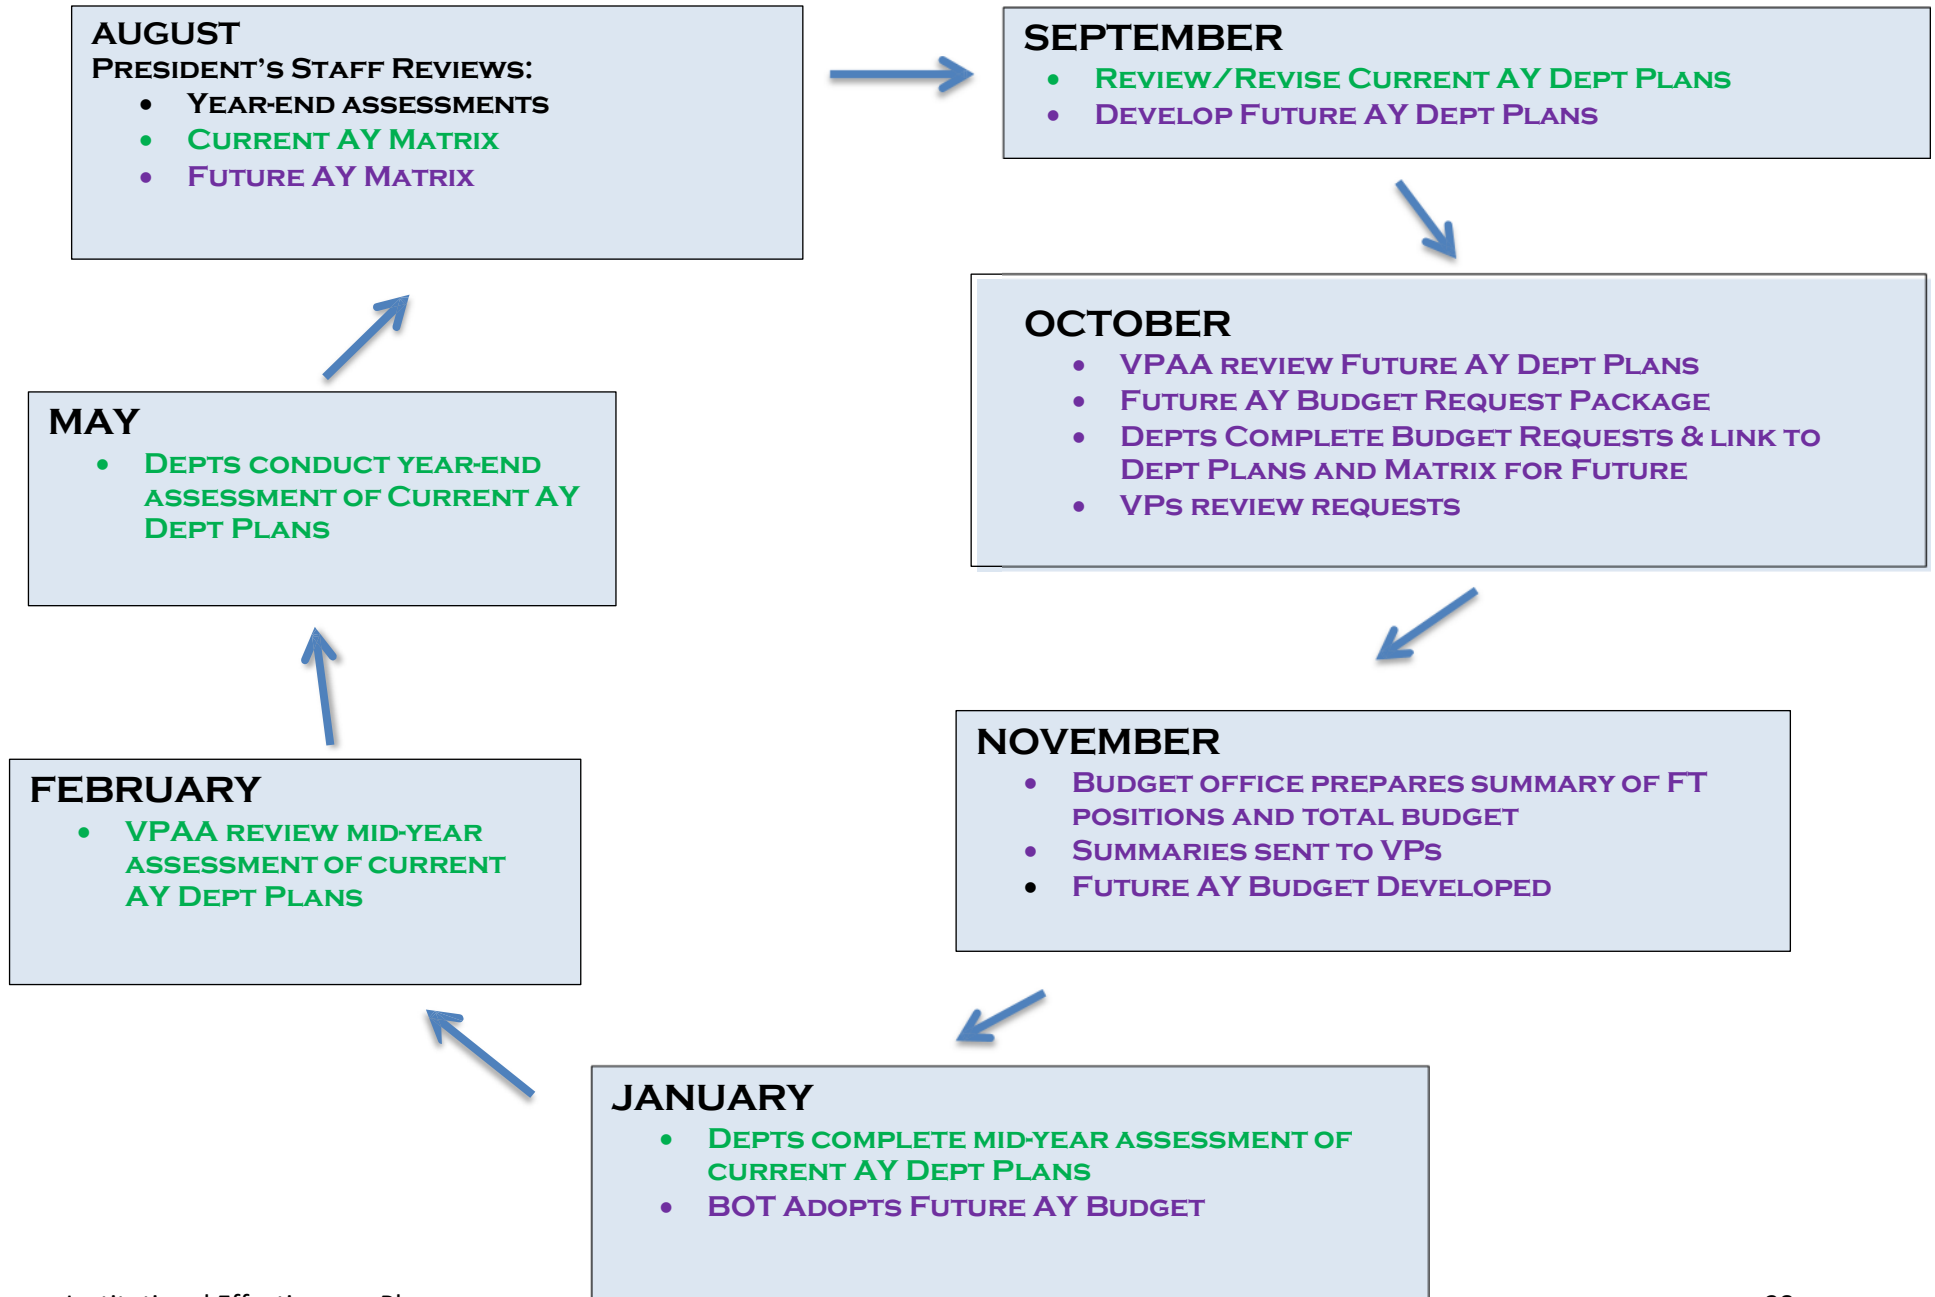 AUGUST
PRESIDENT'S STAFF REVIEWS:
• YEAR-END ASSESSMENTS
• CURRENT AY MATRIX
• FUTURE AY MATRIX
SEPTEMBER
• REVIEW/REVISE CURRENT AY DEPT PLANS
• DEVELOP FUTURE AY DEPT PLANS
OCTOBER
• VPAA REVIEW FUTURE AY DEPT PLANS
• FUTURE AY BUDGET REQUEST PACKAGE
• DEPTS COMPLETE BUDGET REQUESTS & LINK TO
DEPT PLANS AND MATRIX FOR FUTURE
• VPS REVIEW REQUESTS
NOVEMBER
• BUDGET OFFICE PREPARES SUMMARY OF FT
POSITIONS AND TOTAL BUDGET
• SUMMARIES SENT TO VPS
• FUTURE AY BUDGET DEVELOPED
JANUARY
• DEPTS COMPLETE MID-YEAR ASSESSMENT OF
CURRENT AY DEPT PLANS
• BOT ADOPTS FUTURE AY BUDGET
FEBRUARY
• VPAA REVIEW MID-YEAR
ASSESSMENT OF CURRENT
AY DEPT PLANS
MAY
• DEPTS CONDUCT YEAR-END
ASSESSMENT OF CURRENT AY
DEPT PLANS